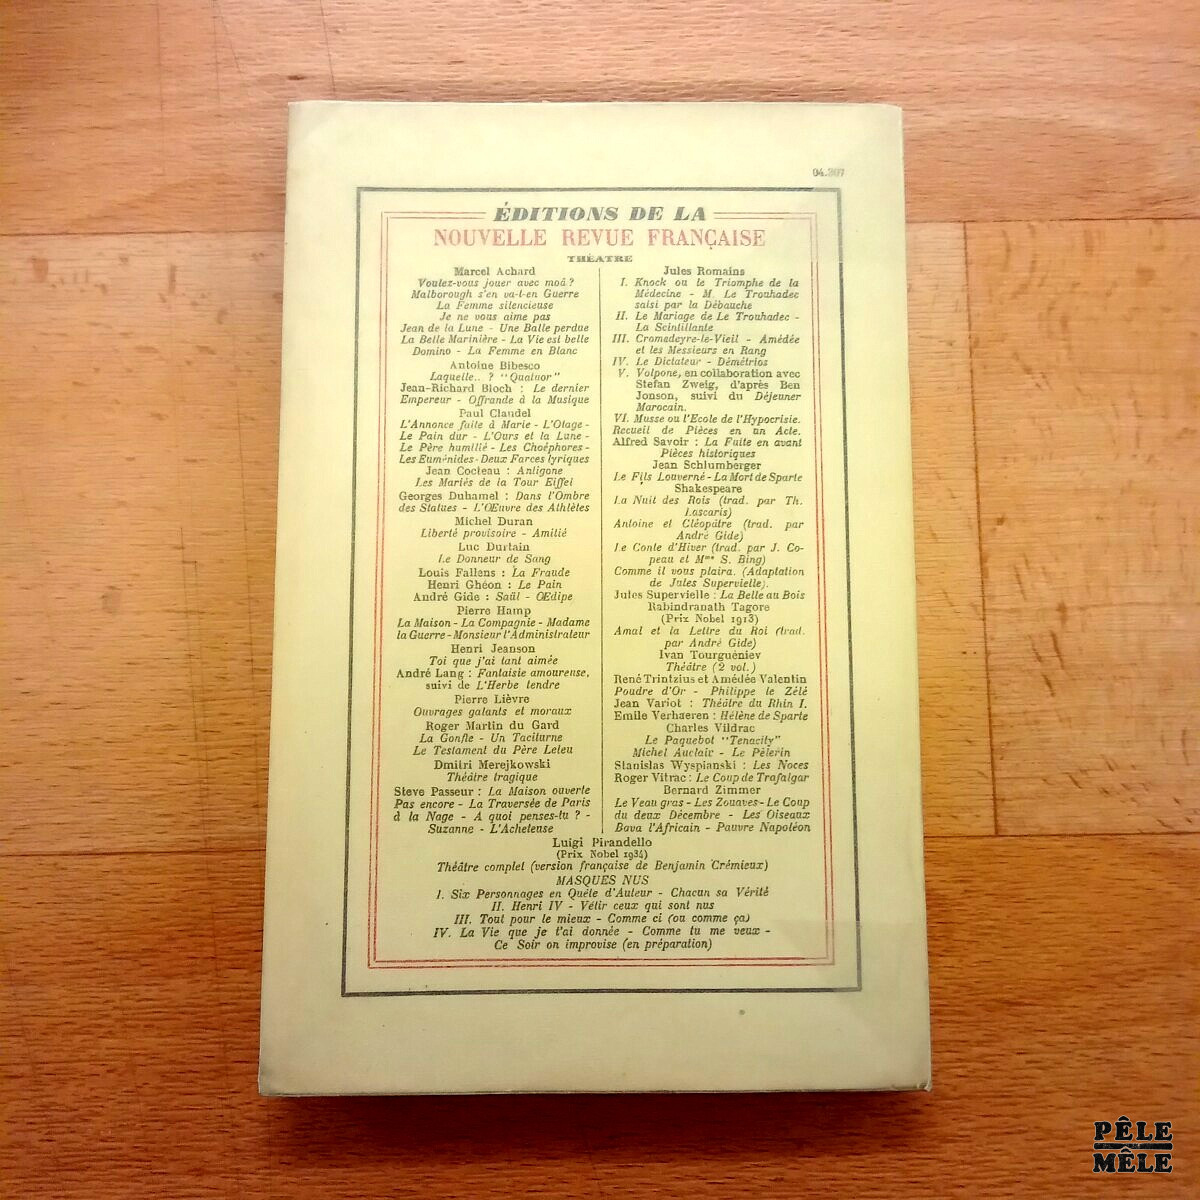 04.307
ÉDITIONS DE LA
NOUVELLE REVUE FRANÇAISE
THÉATRE
Marcel Achard
Voulez-vous jouer avec moâ ?
Malborough s'en va-t-en Guerre
La Femme silencieuse
Je ne vous aime pas
Jean de la Lune - Une Balle perdue
La Belle Marinière - La Vie est belle
Domino - La Femme en Blanc
Antoine Bibesco
Laquelle.. ? "Quatuor"
Jean-Richard Bloch : Le dernier
Empereur - Offrande à la Musique
Paul Claudel
L'Annonce faite à Marie - L'Otage -
Le Pain dur - L'Ours et la Lune -
Le Père humilié - Les Choéphores -
Les Euménides - Deux Farces lyriques
Jean Cocteau : Antigone
Les Mariés de la Tour Eiffel
Georges Duhamel : Dans l'Ombre
des Statues - L'Œuvre des Athlètes
Michel Duran
Liberté provisoire - Amitié
Luc Durtain
Le Donneur de Sang
Louis Fallens : La Fraude
Henri Ghéon : Le Pain
André Gide : Saül - Œdipe
Pierre Hamp
La Maison - La Compagnie - Madame
la Guerre - Monsieur l'Administrateur
Henri Jeanson
Toi que j'ai tant aimée
André Lang : Fantaisie amoureuse,
suivi de L'Herbe tendre
Pierre Lièvre
Ouvrages galants et moraux
Roger Martin du Gard
La Gonfle - Un Taciturne
Le Testament du Père Leleu
Dmitri Merejkowski
Théâtre tragique
Steve Passeur : La Maison ouverte
Pas encore - La Traversée de Paris
à la Nage - A quoi penses-tu ? -
Suzanne - L'Acheteuse
Jules Romains
I. Knock ou le Triomphe de la
Médecine - M. Le Trouhadec
saisi par la Débauche
II. Le Mariage de Le Trouhadec -
La Scintillante
III. Cromedeyre-le-Vieil - Amédée
et les Messieurs en Rang
IV. Le Dictateur - Démétrios
V. Volpone, en collaboration avec
Stefan Zweig, d'après Ben
Jonson, suivi du Déjeuner
Marocain.
VI. Musse ou l'Ecole de l'Hypocrisie.
Recueil de Pièces en un Acte.
Alfred Savoir : La Fuite en avant
Pièces historiques
Jean Schlumberger
Le Fils Louverné - La Mort de Sparte
Shakespeare
La Nuit des Rois (trad. par Th.
Lascaris)
Antoine et Cléopâtre (trad. par
André Gide)
Le Conte d'Hiver (trad. par J. Co-
peau et Mme S. Bing)
Comme il vous plaira. (Adaptation
de Jules Supervielle).
Jules Supervielle : La Belle au Bois
Rabindranath Tagore
(Prix Nobel 1913)
Amal et la Lettre du Roi (trad.
par André Gide)
Ivan Tourguéniev
Théâtre (2 vol.)
René Trintzius et Amédée Valentin
Poudre d'Or - Philippe le Zélé
Jean Variot : Théâtre du Rhin I.
Emile Verhaeren : Hélène de Sparte
Charles Vildrac
Le Paquebot "Tenacity"
Michel Auclair - Le Pèlerin
Stanislas Wyspianski : Les Noces
Roger Vitrac : Le Coup de Trafalgar
Bernard Zimmer
Le Veau gras - Les Zouaves - Le Coup
du deux Décembre - Les Oiseaux
Bava l'Africain - Pauvre Napoléon
Luigi Pirandello
(Prix Nobel 1934)
Théâtre complet (version française de Benjamin Crémieux)
MASQUES NUS
I. Six Personnages en Quête d'Auteur - Chacun sa Vérité
II. Henri IV - Vêtir ceux qui sont nus
III. Tout pour le mieux - Comme ci (ou comme ça)
IV. La Vie que je t'ai donnée - Comme tu me veux -
Ce Soir on improvise (en préparation)
PÊLE
MÊLE